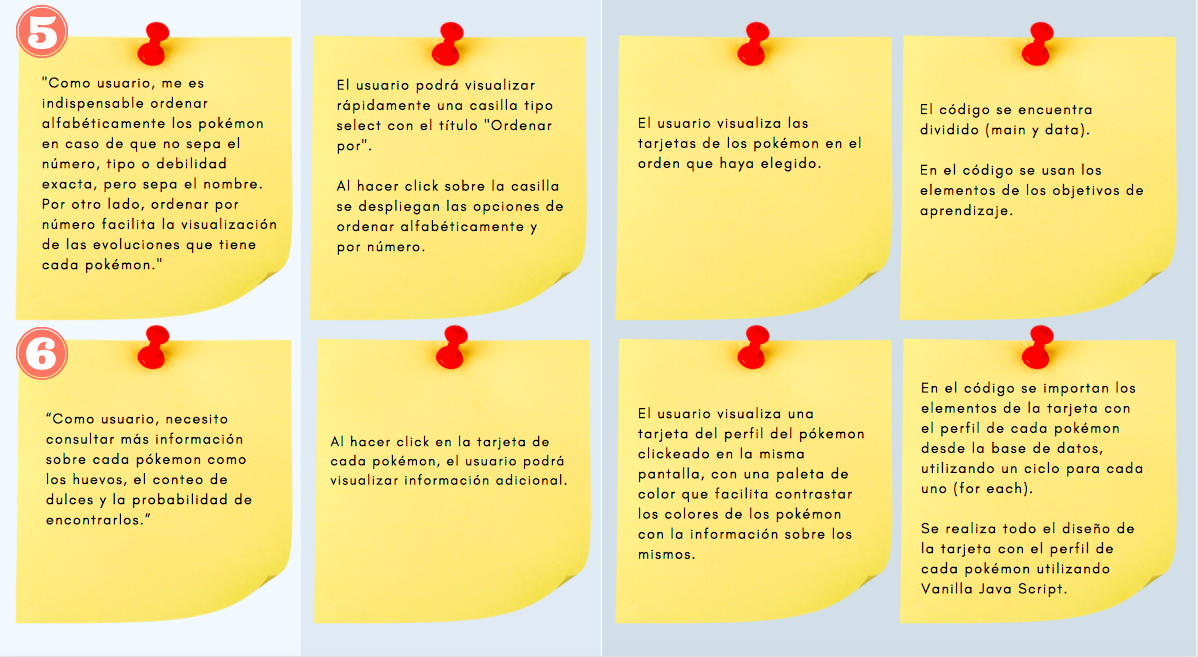 5
"Como usuario, me es
indispensable ordenar
alfabéticamente los pokémon
en caso de que no sepa el
número, tipo o debilidad
exacta, pero sepa el nombre.
Por otro lado, ordenar por
número facilita la visualización
de las evoluciones que tiene
cada pokémon."
El usuario podrá visualizar
rápidamente una casilla tipo
select con el título "Ordenar
por".
Al hacer click sobre la casilla
se despliegan las opciones de
ordenar alfabéticamente y
por número.
El usuario visualiza las
tarjetas de los pokémon en el
orden que haya elegido.
El código se encuentra
dividido (main y data).
En el código se usan los
elementos de los objetivos de
aprendizaje.
6
“Como usuario, necesito
consultar más información
sobre cada pókemon como
los huevos, el conteo de
dulces y la probabilidad de
encontrarlos.”
Al hacer click en la tarjeta de
cada pokémon, el usuario podrá
visualizar información adicional.
El usuario visualiza una
tarjeta del perfil del pókemon
clickeado en la misma
pantalla, con una paleta de
color que facilita contrastar
los colores de los pokémon
con la información sobre los
mismos.
En el código se importan los
elementos de la tarjeta con
el perfil de cada pokémon
desde la base de datos,
utilizando un ciclo para cada
uno (for each).
Se realiza todo el diseño de
la tarjeta con el perfil de
cada pokémon utilizando
Vanilla Java Script.